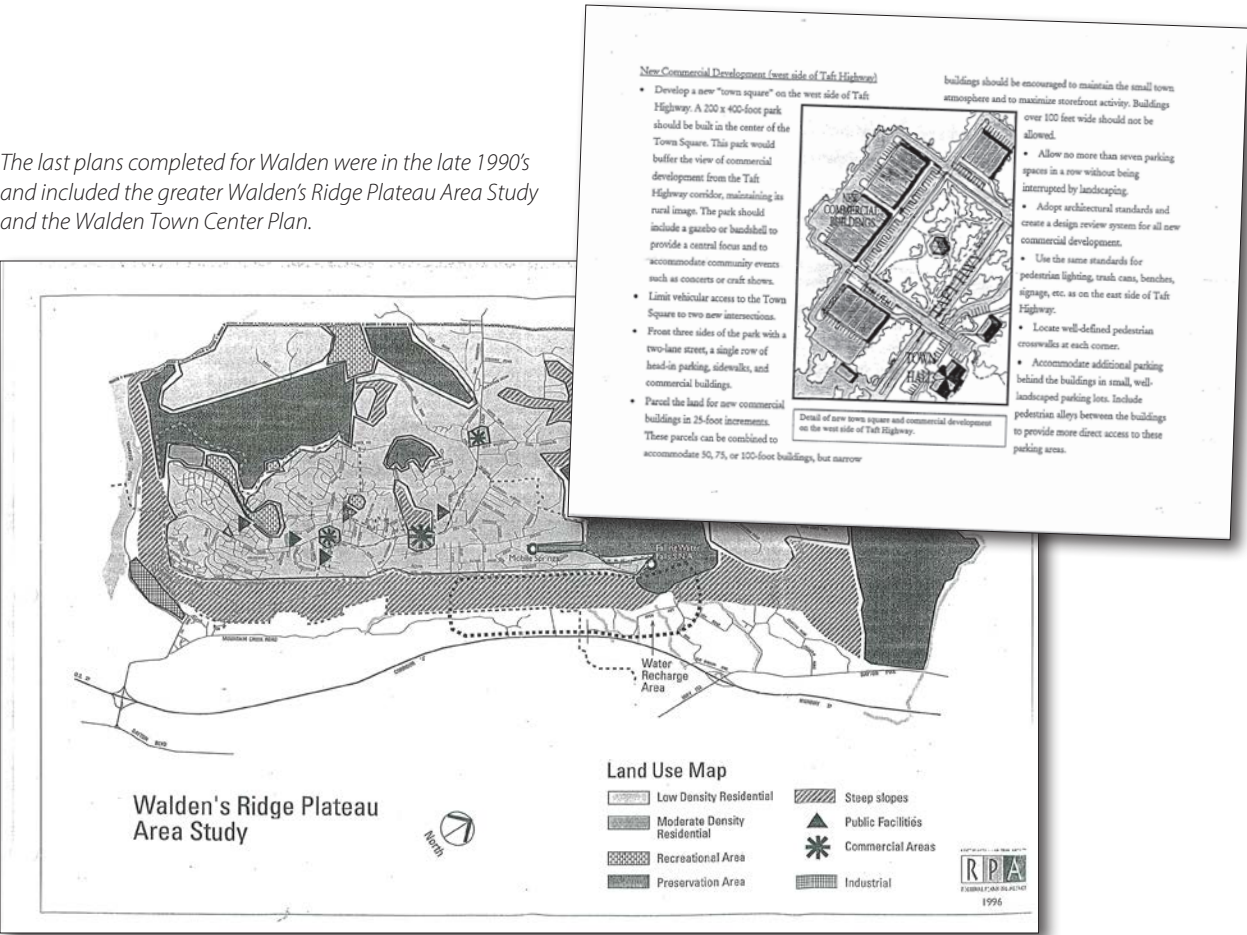 The last plans completed for Walden were in the late 1990's
and included the greater Walden's Ridge Plateau Area Study
and the Walden Town Center Plan.
New Commercial Development (west side of Taft Highway)
• Develop a new "town square" on the west side of Taft
Highway. A 200 x 400-foot park
should be built in the center of the
Town Square. This park would
buffer the view of commercial
development from the Taft
Highway corridor, maintaining its
rural image. The park should
include a gazebo or bandshell to
provide a central focus and to
accommodate community events
such as concerts or craft shows.
• Limit vehicular access to the Town
Square to two new intersections.
• Front three sides of the park with a
two-lane street, a single row of
head-in parking, sidewalks, and
commercial buildings.
• Parcel the land for new commercial
buildings in 25-foot increments.
These parcels can be combined to
accommodate 50, 75, or 100-foot buildings, but narrow
buildings should be encouraged to maintain the small town
atmosphere and to maximize storefront activity. Buildings
over 100 feet wide should not be
allowed.
• Allow no more than seven parking
spaces in a row without being
interrupted by landscaping.
• Adopt architectural standards and
create a design review system for all new
commercial development.
• Use the same standards for
pedestrian lighting, trash cans, benches,
signage, etc. as on the east side of Taft
Highway.
• Locate well-defined pedestrian
crosswalks at each corner.
• Accommodate additional parking
behind the buildings in small, well-
landscaped parking lots. Include
pedestrian alleys between the buildings
to provide more direct access to these
parking areas.
NEW
COMMERCIAL
BUILDINGS
TAFT HWY
TOWN
HALL
Detail of new town square and commercial development
on the west side of Taft Highway.
Mobile Springs
Falling Water
MOUNTAIN CREEK ROAD
Water
Recharge
Area
DAYTON BLVD
Walden's Ridge Plateau
Area Study
North
Land Use Map
Low Density Residential
Moderate Density
Residential
Recreational Area
Preservation Area
Steep slopes
Public Facilities
Commercial Areas
Industrial
RPA
1996